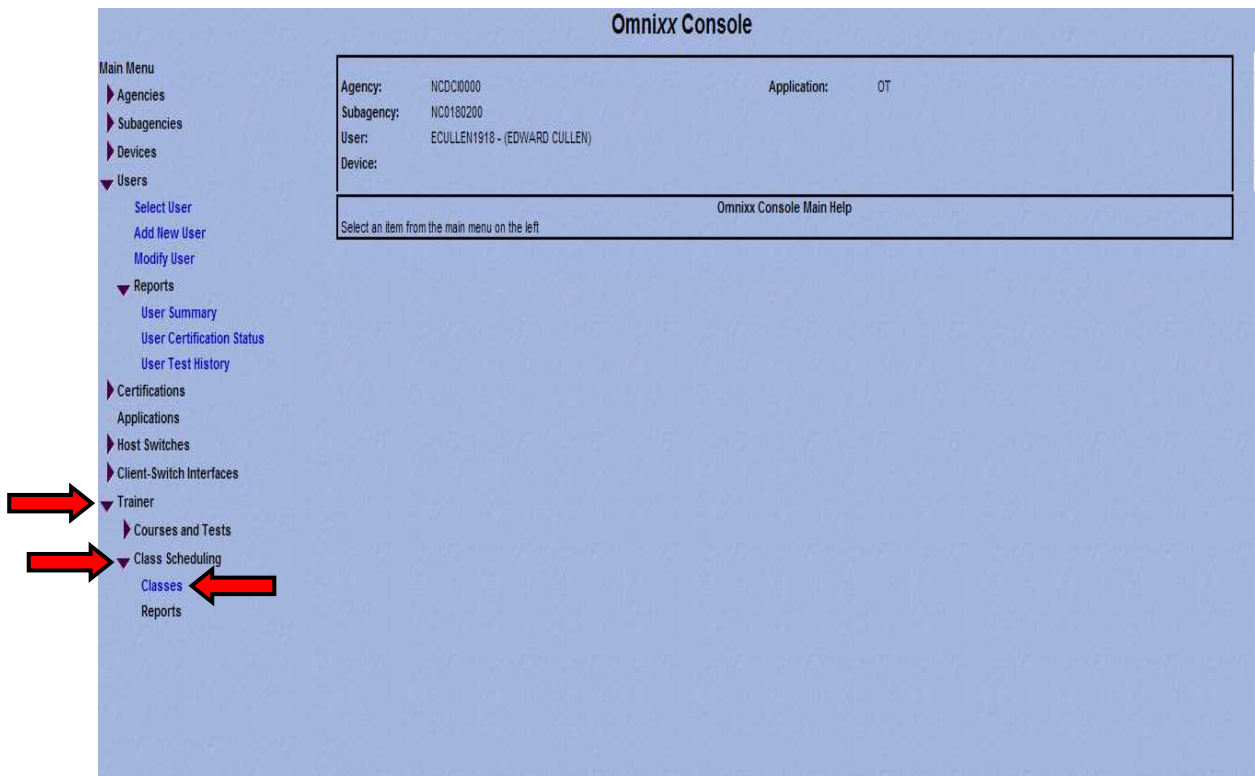 Omnixx Console
Main Menu
Agencies
Subagencies
Devices
Users
Select User
Add New User
Modify User
Reports
User Summary
User Certification Status
User Test History
Certifications
Applications
Host Switches
Client-Switch Interfaces
Trainer
Courses and Tests
Class Scheduling
Classes
Reports
Agency: NCDCI0000 Application: OT
Subagency: NC0180200
User: ECULLEN1918 - (EDWARD CULLEN)
Device:
Omnixx Console Main Help
Select an item from the main menu on the left